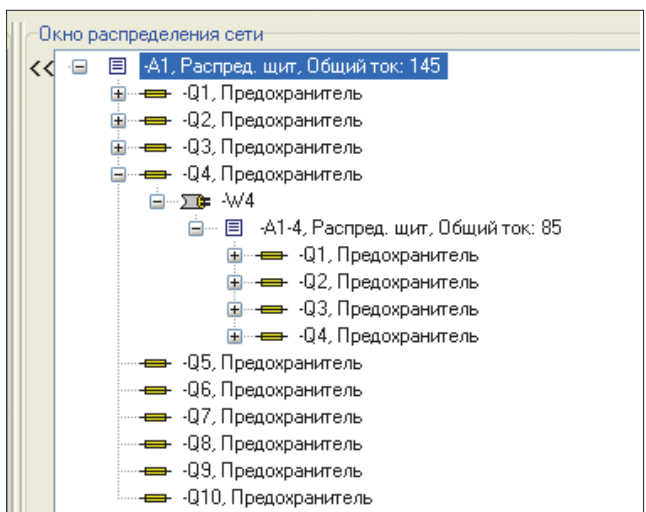 Окно распределения сети
<< -A1, Распред. щит, Общий ток: 145
-Q1, Предохранитель
-Q2, Предохранитель
-Q3, Предохранитель
-Q4, Предохранитель
-W4
-A1-4, Распред. щит, Общий ток: 85
-Q1, Предохранитель
-Q2, Предохранитель
-Q3, Предохранитель
-Q4, Предохранитель
-Q5, Предохранитель
-Q6, Предохранитель
-Q7, Предохранитель
-Q8, Предохранитель
-Q9, Предохранитель
-Q10, Предохранитель